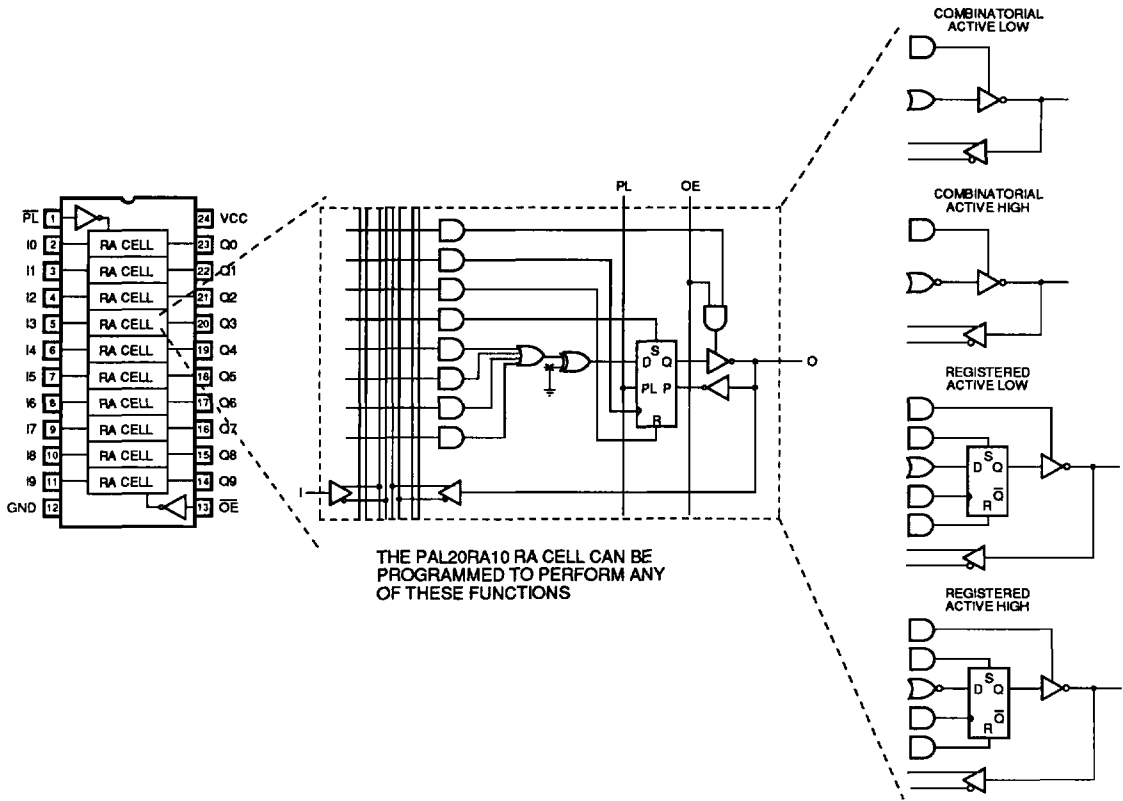 P̅L̅ 1 24 VCC
I0 2 RA CELL 23 Q0
I1 3 RA CELL 22 Q1
I2 4 RA CELL 21 Q2
I3 5 RA CELL 20 Q3
I4 6 RA CELL 19 Q4
I5 7 RA CELL 18 Q5
I6 8 RA CELL 17 Q6
I7 9 RA CELL 16 Q7
I8 10 RA CELL 15 Q8
I9 11 RA CELL 14 Q9
GND 12 13 O̅E̅
PL OE
S
D Q
PL P
R
O
I
THE PAL20RA10 RA CELL CAN BE
PROGRAMMED TO PERFORM ANY
OF THESE FUNCTIONS
COMBINATORIAL
ACTIVE LOW
COMBINATORIAL
ACTIVE HIGH
REGISTERED
ACTIVE LOW
S
D Q
Q̅
R
REGISTERED
ACTIVE HIGH
S
D Q
Q̅
R